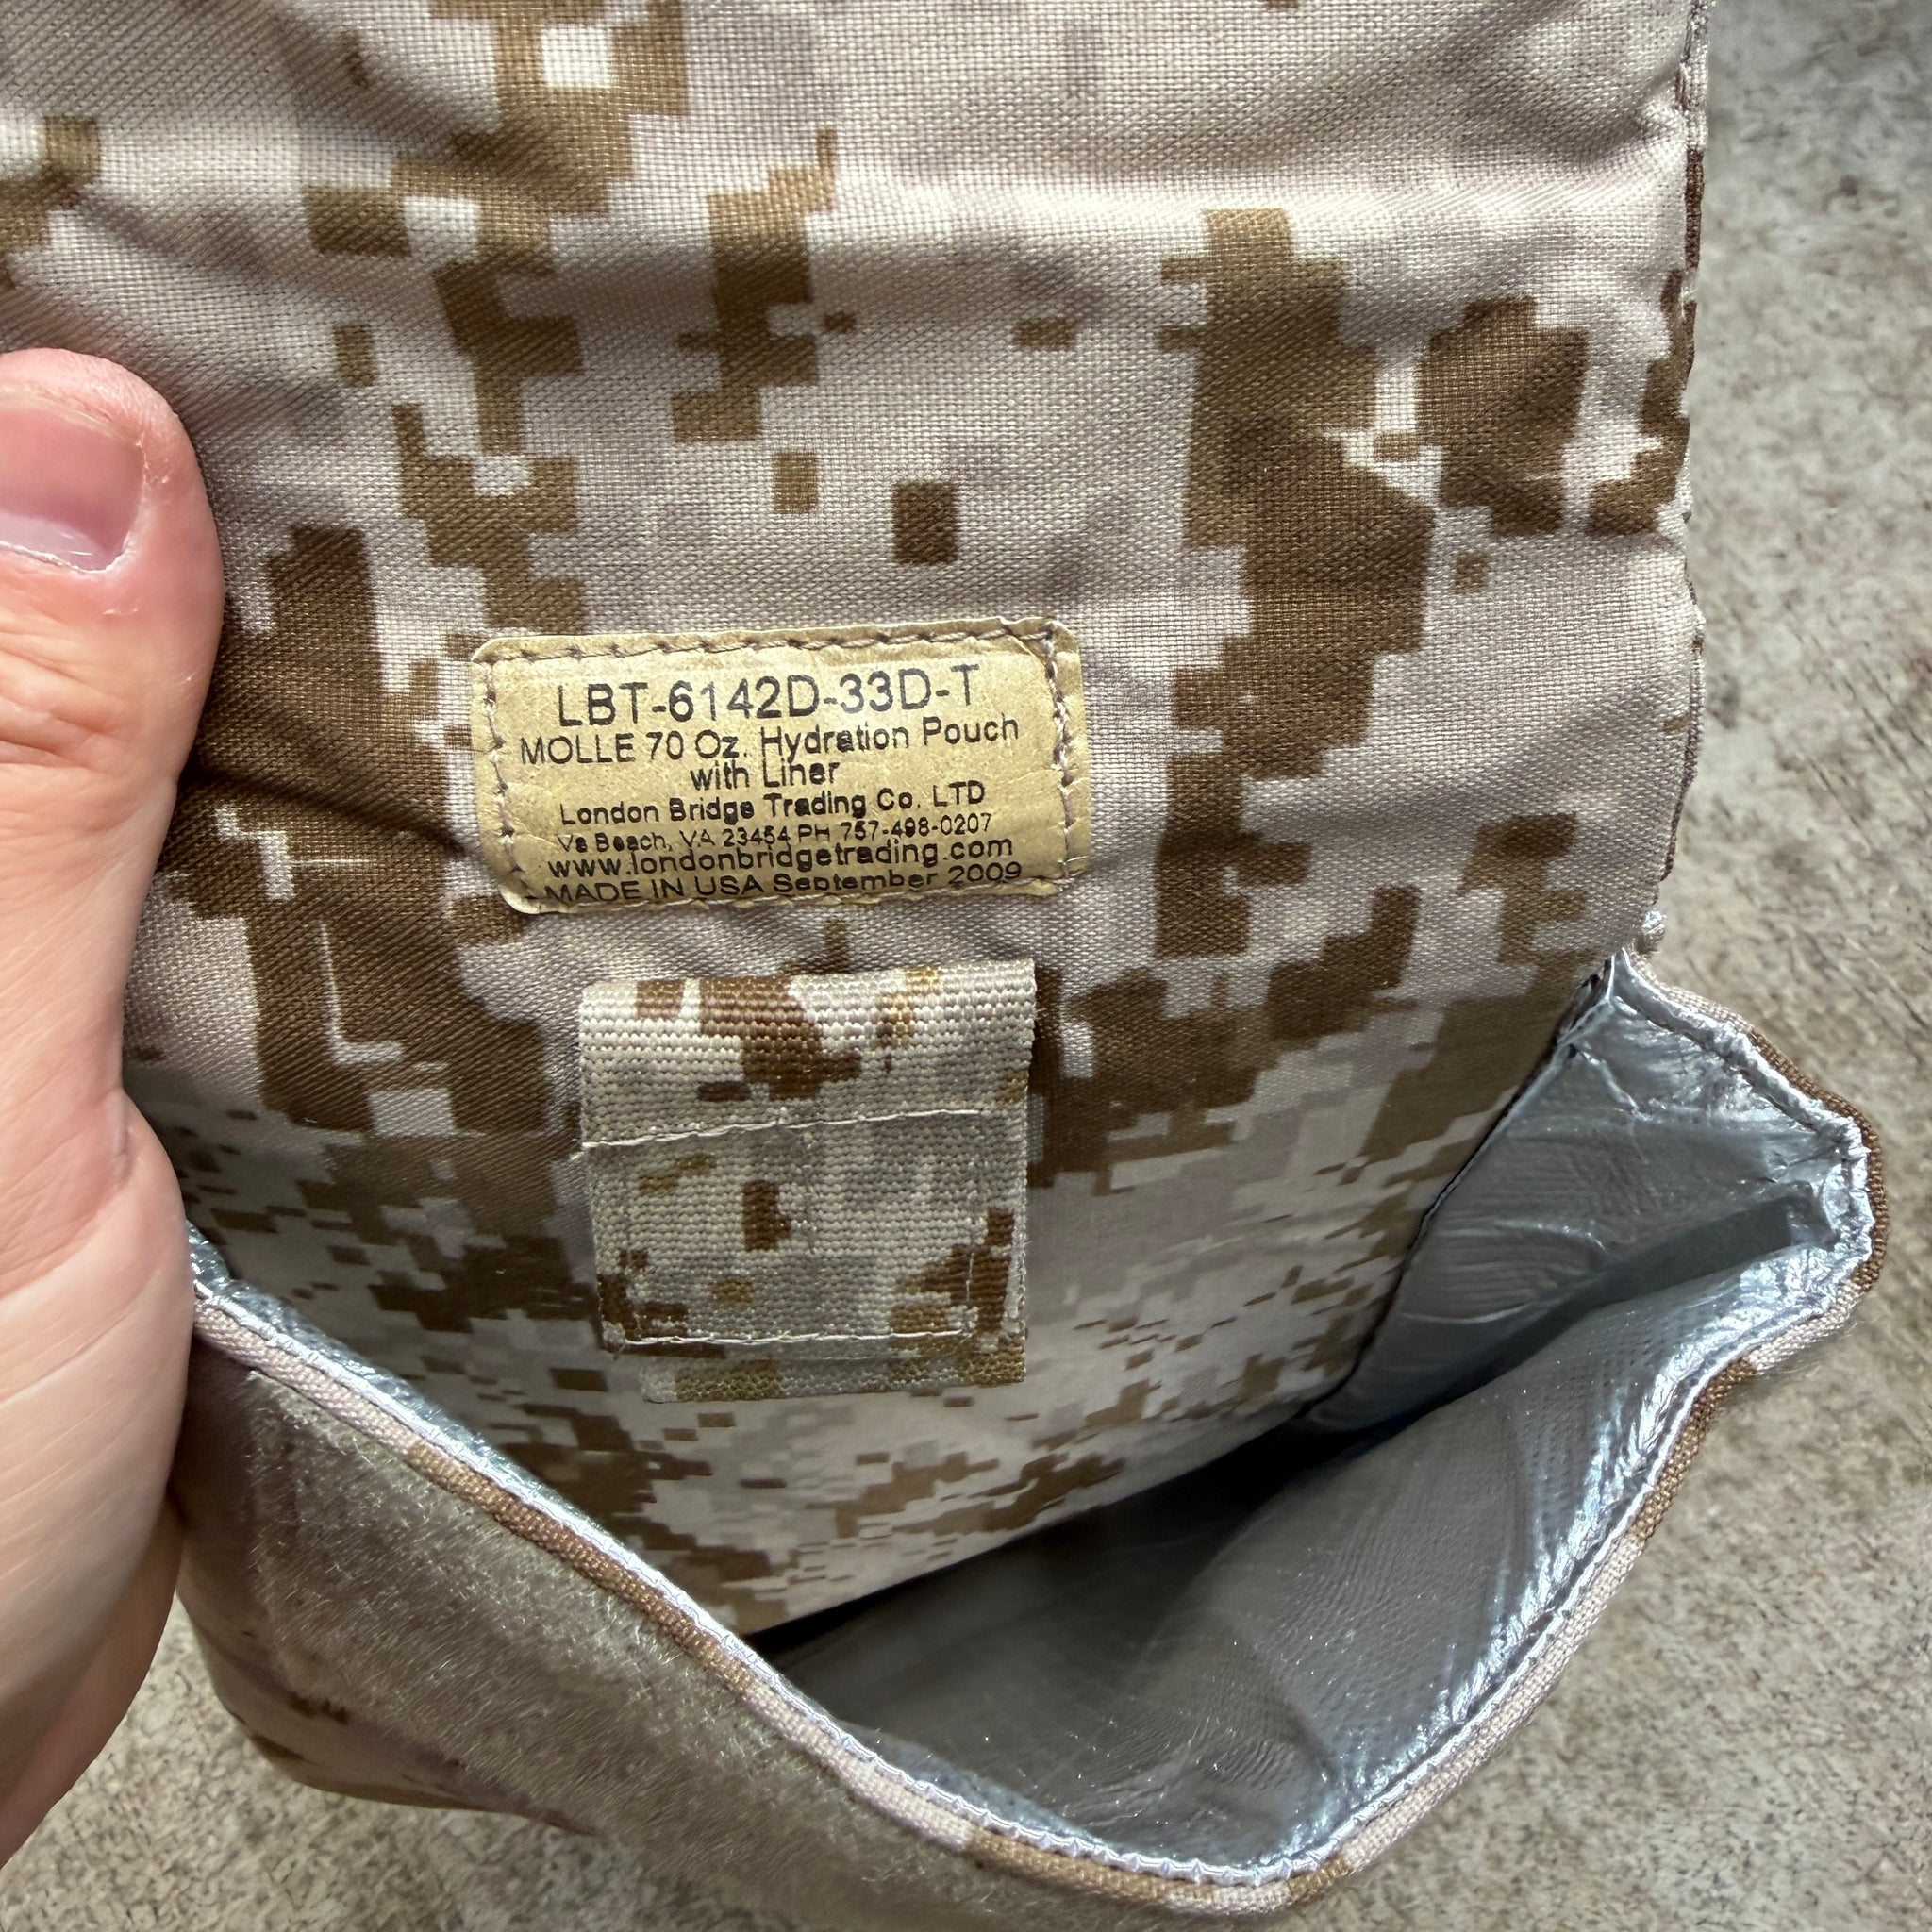 LBT-6142D-33D-T
MOLLE 70 Oz. Hydration Pouch
with Liner
London Bridge Trading Co. LTD
Va Beach, VA 23454 PH 757-498-0207
www.londonbridgetrading.com
MADE IN USA September 2009